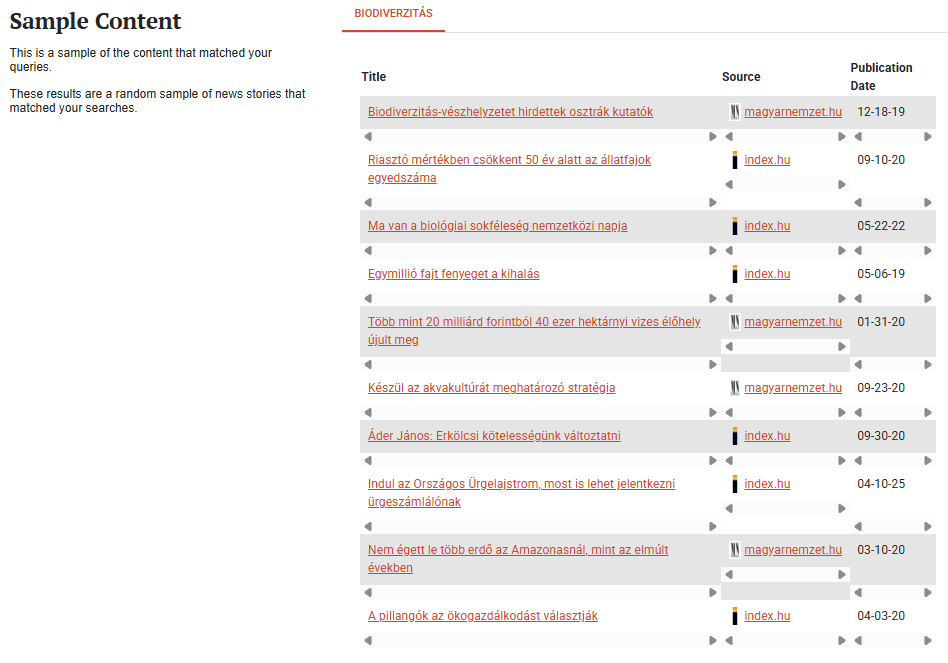 Sample Content
This is a sample of the content that matched your
queries.
These results are a random sample of news stories that
matched your searches.
BIODIVERZITÁS
Title Source Publication
Date
Biodiverzitás-vészhelyzetet hirdettek osztrák kutatók magyarnemzet.hu 12-18-19
Riasztó mértékben csökkent 50 év alatt az állatfajok index.hu 09-10-20
egyedszáma
Ma van a biológiai sokféleség nemzetközi napja index.hu 05-22-22
Egymillió fajt fenyeget a kihalás index.hu 05-06-19
Több mint 20 milliárd forintból 40 ezer hektárnyi vizes élőhely magyarnemzet.hu 01-31-20
újult meg
Készül az akvakultúrát meghatározó stratégia magyarnemzet.hu 09-23-20
Áder János: Erkölcsi kötelességünk változtatni index.hu 09-30-20
Indul az Országos Ürgelajstrom, most is lehet jelentkezni index.hu 04-10-25
ürgeszámlálónak
Nem égett le több erdő az Amazonasnál, mint az elmúlt magyarnemzet.hu 03-10-20
években
A pillangók az ökogazdálkodást választják index.hu 04-03-20